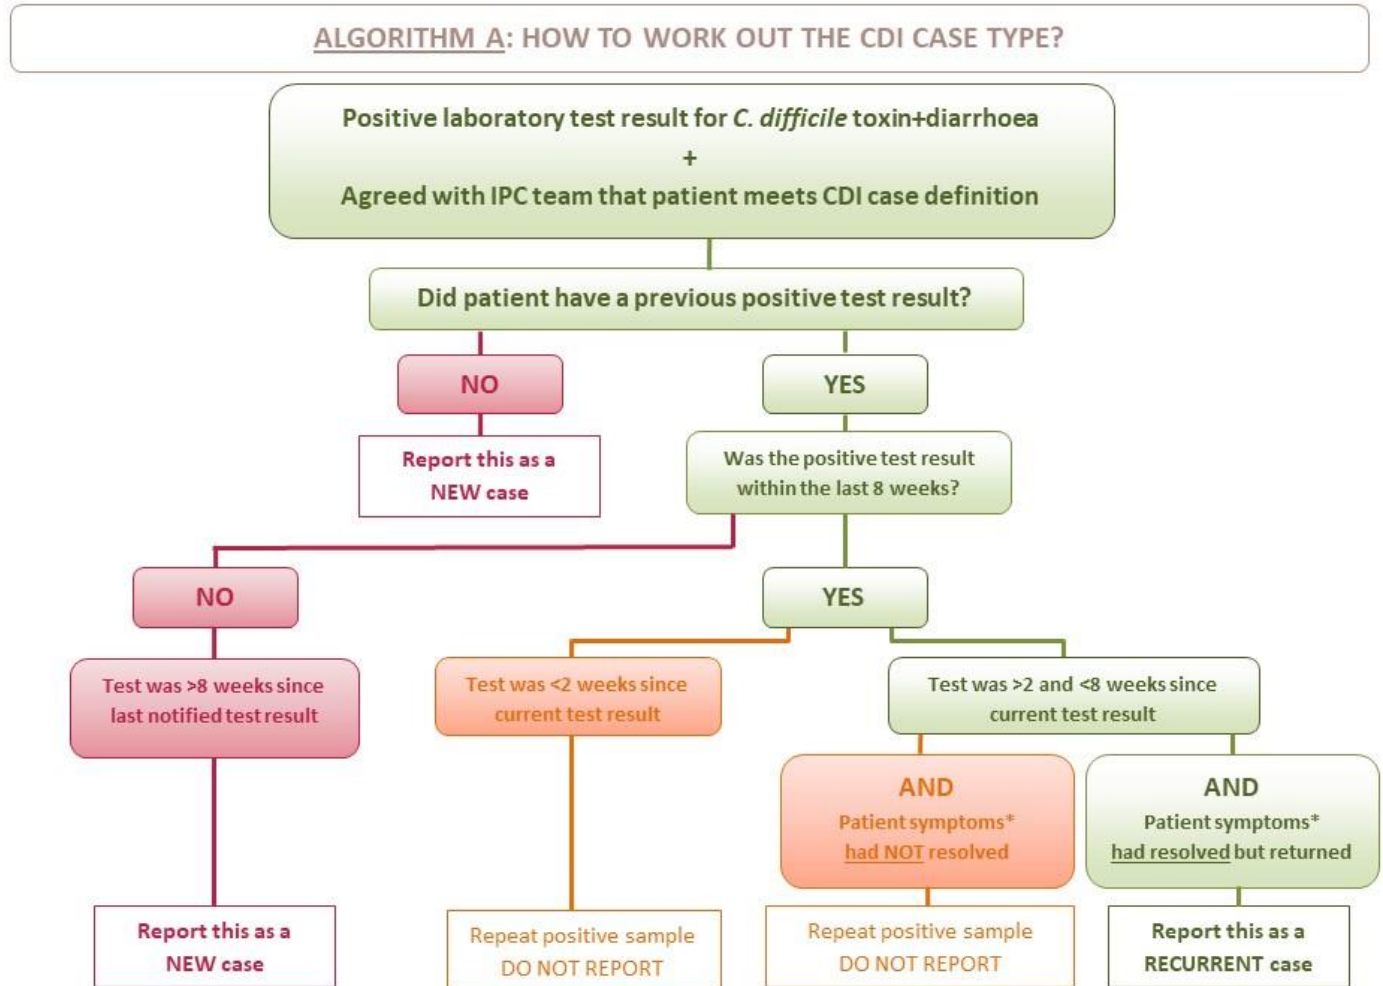 ALGORITHM A: HOW TO WORK OUT THE CDI CASE TYPE?
Positive laboratory test result for C. difficile toxin+diarrhoea
+
Agreed with IPC team that patient meets CDI case definition
Did patient have a previous positive test result?
NO
YES
Report this as a
NEW case
Was the positive test result
within the last 8 weeks?
NO
YES
Test was >8 weeks since
last notified test result
Test was <2 weeks since
current test result
Test was >2 and <8 weeks since
current test result
AND
Patient symptoms*
had NOT resolved
AND
Patient symptoms*
had resolved but returned
Report this as a
NEW case
Repeat positive sample
DO NOT REPORT
Repeat positive sample
DO NOT REPORT
Report this as a
RECURRENT case